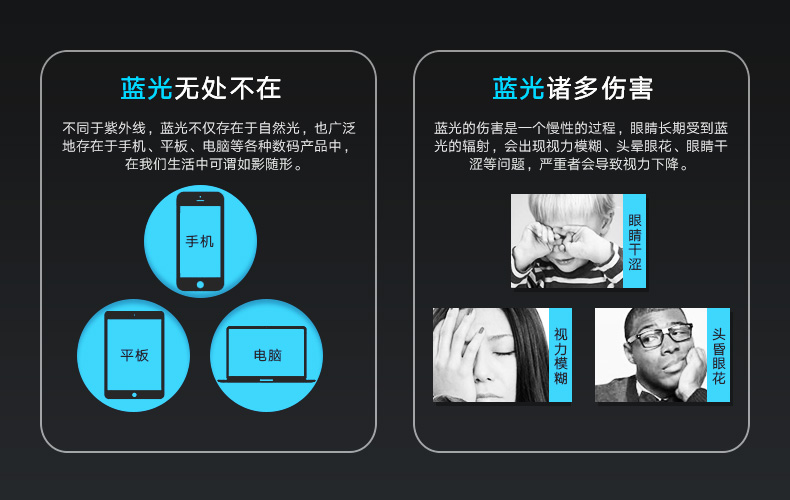 蓝光无处不在
不同于紫外线，蓝光不仅存在于自然光，也广泛
地存在于手机、平板、电脑等各种数码产品中，
在我们生活中可谓如影随形。
手机
平板
电脑
蓝光诸多伤害
蓝光的伤害是一个慢性的过程，眼睛长期受到蓝
光的辐射，会出现视力模糊、头晕眼花、眼睛干
涩等问题，严重者会导致视力下降。
眼睛干涩
视力模糊
头昏眼花